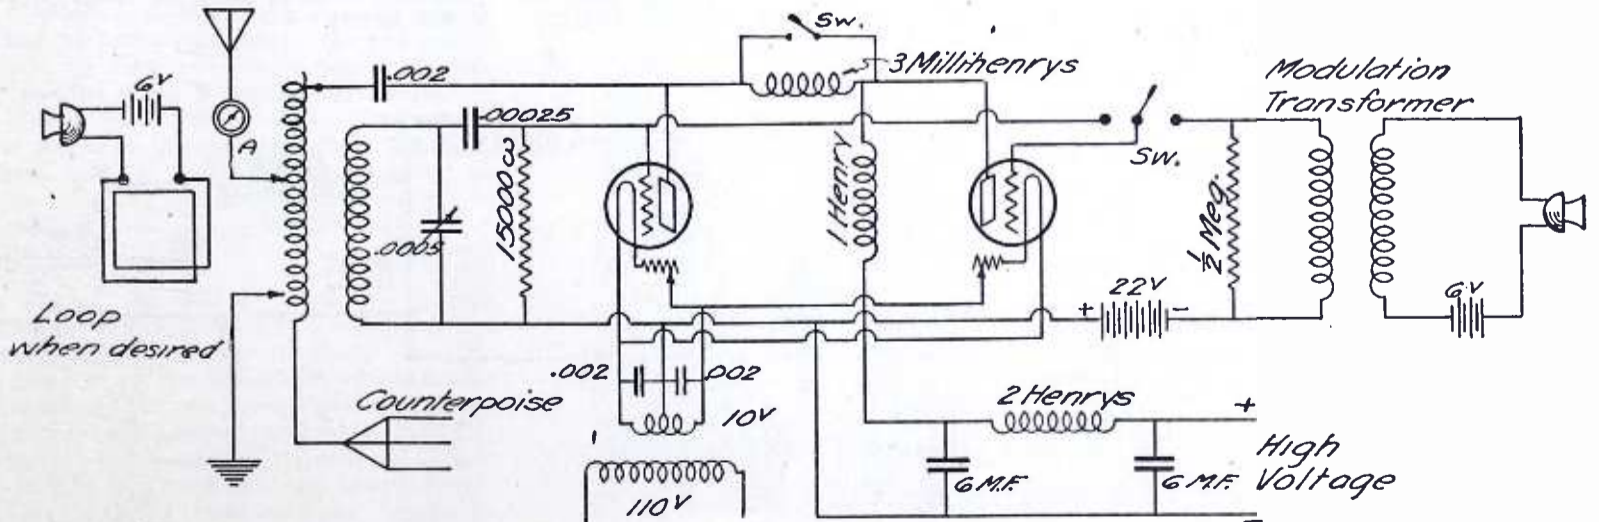 Sw.
.002
3 Millihenrys
Modulation
Transformer
6V
.00025
A
Sw.
15000 ω
1 Henry
½ Meg.
.0005
Loop
when desired
+ 22V -
6V
.002
.002
Counterpoise
10V
2 Henrys
+
High
Voltage
6 M.F.
6 M.F.
110V
-